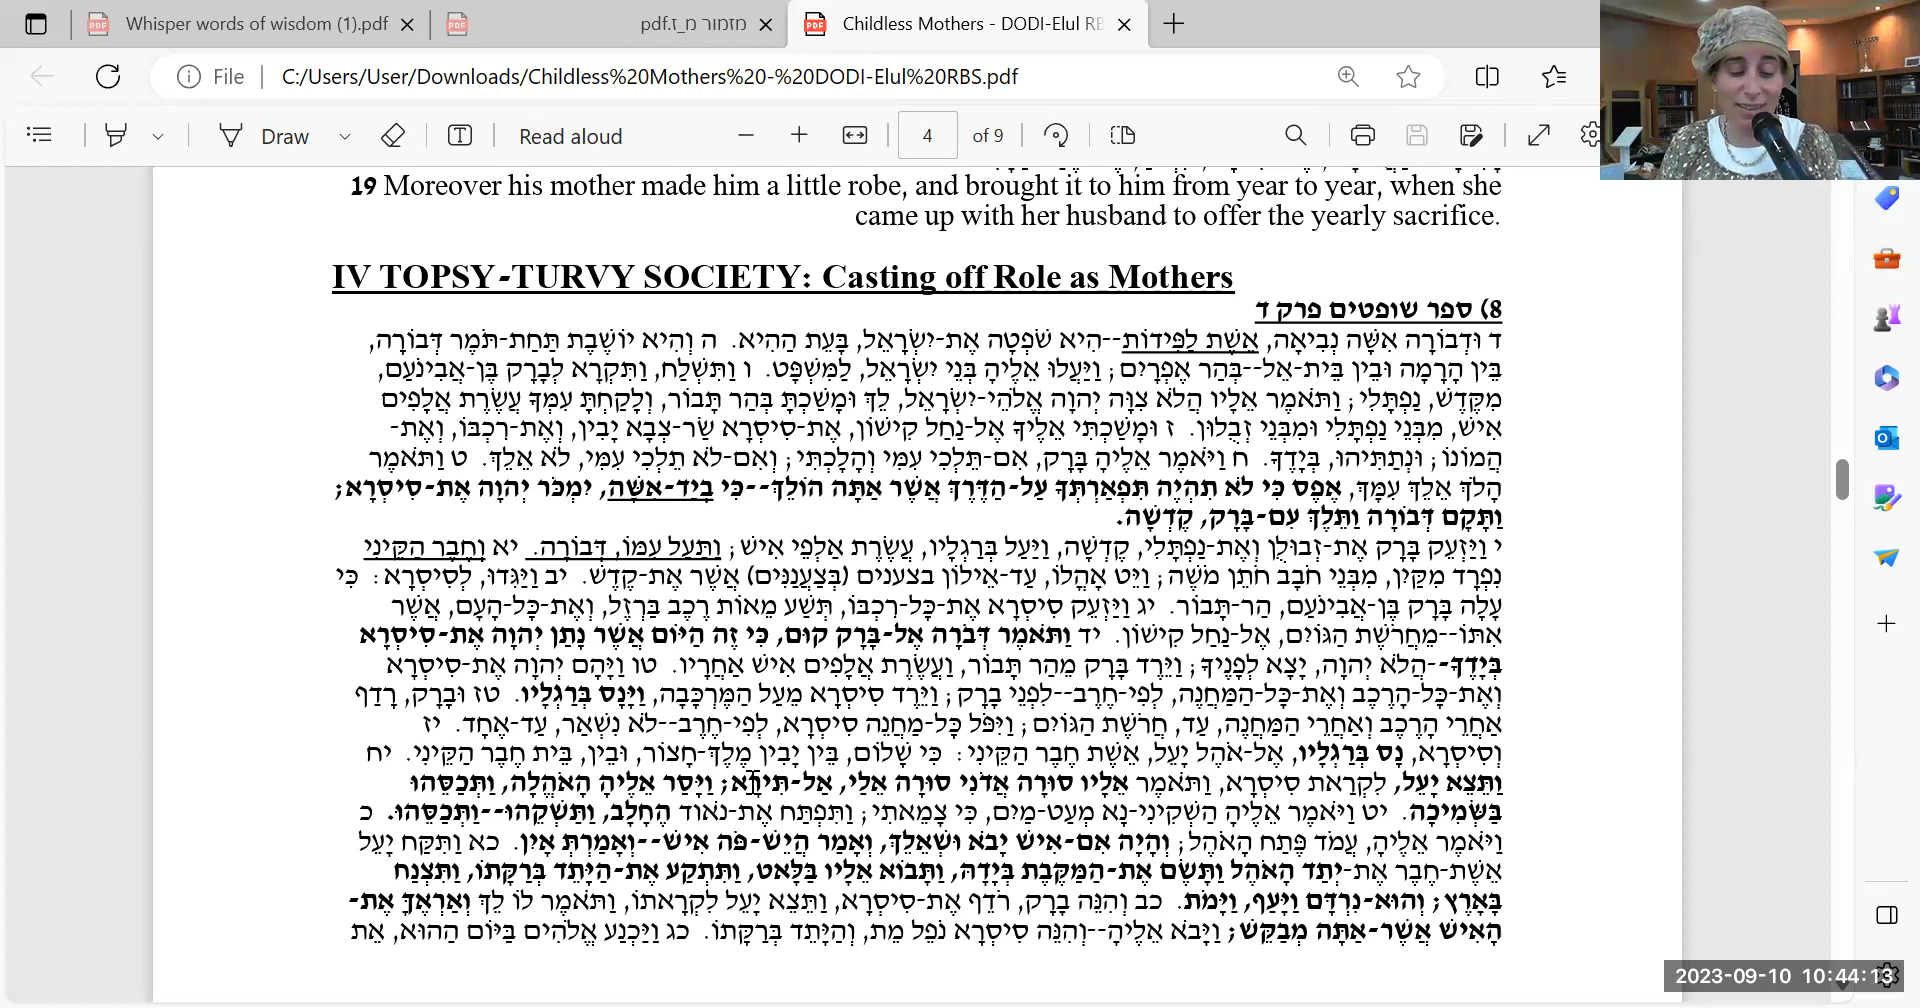 Whisper words of wisdom (1).pdf
מזמור מ_ז.pdf
Childless Mothers - DODI-Elul RB
File
C:/Users/User/Downloads/Childless%20Mothers%20-%20DODI-Elul%20RBS.pdf
Draw
Read aloud
4
of 9
19 Moreover his mother made him a little robe, and brought it to him from year to year, when she
came up with her husband to offer the yearly sacrifice.
IV TOPSY-TURVY SOCIETY: Casting off Role as Mothers
8) ספר שופטים פרק ד
ד וּדְבוֹרָה אִשָּׁה נְבִיאָה, אֵשֶׁת לַפִּידוֹת--הִיא שֹׁפְטָה אֶת-יִשְׂרָאֵל, בָּעֵת הַהִיא. ה וְהִיא יוֹשֶׁבֶת תַּחַת-תֹּמֶר דְּבוֹרָה,
בֵּין הָרָמָה וּבֵין בֵּית-אֵל--בְּהַר אֶפְרָיִם; וַיַּעֲלוּ אֵלֶיהָ בְּנֵי יִשְׂרָאֵל, לַמִּשְׁפָּט. ו וַתִּשְׁלַח, וַתִּקְרָא לְבָרָק בֶּן-אֲבִינֹעַם,
מִקֶּדֶשׁ, נַפְתָּלִי; וַתֹּאמֶר אֵלָיו הֲלֹא צִוָּה יְהוָה אֱלֹהֵי-יִשְׂרָאֵל, לֵךְ וּמָשַׁכְתָּ בְּהַר תָּבוֹר, וְלָקַחְתָּ עִמְּךָ עֲשֶׂרֶת אֲלָפִים
אִישׁ, מִבְּנֵי נַפְתָּלִי וּמִבְּנֵי זְבֻלוּן. ז וּמָשַׁכְתִּי אֵלֶיךָ אֶל-נַחַל קִישׁוֹן, אֶת-סִיסְרָא שַׂר-צְבָא יָבִין, וְאֶת-רִכְבּוֹ, וְאֶת-
הֲמוֹנוֹ; וּנְתַתִּיהוּ, בְּיָדֶךָ. ח וַיֹּאמֶר אֵלֶיהָ בָּרָק, אִם-תֵּלְכִי עִמִּי וְהָלָכְתִּי; וְאִם-לֹא תֵלְכִי עִמִּי, לֹא אֵלֵךְ. ט וַתֹּאמֶר
הָלֹךְ אֵלֵךְ עִמָּךְ, אֶפֶס כִּי לֹא תִהְיֶה תִּפְאַרְתְּךָ עַל-הַדֶּרֶךְ אֲשֶׁר אַתָּה הוֹלֵךְ--כִּי בְיַד-אִשָּׁה, יִמְכֹּר יְהוָה אֶת-סִיסְרָא;
וַתָּקָם דְּבוֹרָה וַתֵּלֶךְ עִם-בָּרָק, קֶדְשָׁה.
י וַיַּזְעֵק בָּרָק אֶת-זְבוּלֻן וְאֶת-נַפְתָּלִי, קֶדְשָׁה, וַיַּעַל בְּרַגְלָיו, עֲשֶׂרֶת אַלְפֵי אִישׁ; וַתַּעַל עִמּוֹ, דְּבוֹרָה. יא וְחֶבֶר הַקֵּינִי
נִפְרָד מִקַּיִן, מִבְּנֵי חֹבָב חֹתֵן מֹשֶׁה; וַיֵּט אָהֳלוֹ, עַד-אֵילוֹן בצענים (בְּצַעֲנַנִּים) אֲשֶׁר אֶת-קֶדֶשׁ. יב וַיַּגִּדוּ, לְסִיסְרָא: כִּי
עָלָה בָּרָק בֶּן-אֲבִינֹעַם, הַר-תָּבוֹר. יג וַיַּזְעֵק סִיסְרָא אֶת-כָּל-רִכְבּוֹ, תְּשַׁע מֵאוֹת רֶכֶב בַּרְזֶל, וְאֶת-כָּל-הָעָם, אֲשֶׁר
אִתּוֹ--מֵחֲרֹשֶׁת הַגּוֹיִם, אֶל-נַחַל קִישׁוֹן. יד וַתֹּאמֶר דְּבֹרָה אֶל-בָּרָק קוּם, כִּי זֶה הַיּוֹם אֲשֶׁר נָתַן יְהוָה אֶת-סִיסְרָא
בְּיָדֶךָ--הֲלֹא יְהוָה, יָצָא לְפָנֶיךָ; וַיֵּרֶד בָּרָק מֵהַר תָּבוֹר, וַעֲשֶׂרֶת אֲלָפִים אִישׁ אַחֲרָיו. טו וַיָּהָם יְהוָה אֶת-סִיסְרָא
וְאֶת-כָּל-הָרֶכֶב וְאֶת-כָּל-הַמַּחֲנֶה, לְפִי-חֶרֶב--לִפְנֵי בָרָק; וַיֵּרֶד סִיסְרָא מֵעַל הַמֶּרְכָּבָה, וַיָּנָס בְּרַגְלָיו. טז וּבָרָק, רָדַף
אַחֲרֵי הָרֶכֶב וְאַחֲרֵי הַמַּחֲנֶה, עַד, חֲרֹשֶׁת הַגּוֹיִם; וַיִּפֹּל כָּל-מַחֲנֵה סִיסְרָא, לְפִי-חֶרֶב--לֹא נִשְׁאַר, עַד-אֶחָד. יז
וְסִיסְרָא, נָס בְּרַגְלָיו, אֶל-אֹהֶל יָעֵל, אֵשֶׁת חֶבֶר הַקֵּינִי: כִּי שָׁלוֹם, בֵּין יָבִין מֶלֶךְ-חָצוֹר, וּבֵין, בֵּית חֶבֶר הַקֵּינִי. יח
וַתֵּצֵא יָעֵל, לִקְרַאת סִיסְרָא, וַתֹּאמֶר אֵלָיו סוּרָה אֲדֹנִי סוּרָה אֵלַי, אַל-תִּירָא; וַיָּסַר אֵלֶיהָ הָאֹהֱלָה, וַתְּכַסֵּהוּ
בַּשְּׂמִיכָה. יט וַיֹּאמֶר אֵלֶיהָ הַשְׁקִינִי-נָא מְעַט-מַיִם, כִּי צָמֵאתִי; וַתִּפְתַּח אֶת-נֹאוד הֶחָלָב, וַתַּשְׁקֵהוּ--וַתְּכַסֵּהוּ. כ
וַיֹּאמֶר אֵלֶיהָ, עֲמֹד פֶּתַח הָאֹהֶל; וְהָיָה אִם-אִישׁ יָבֹא וּשְׁאֵלֵךְ, וְאָמַר הֲיֵשׁ-פֹּה אִישׁ--וְאָמַרְתְּ אָיִן. כא וַתִּקַּח יָעֵל
אֵשֶׁת-חֶבֶר אֶת-יְתַד הָאֹהֶל וַתָּשֶׂם אֶת-הַמַּקֶּבֶת בְּיָדָהּ, וַתָּבוֹא אֵלָיו בַּלָּאט, וַתִּתְקַע אֶת-הַיָּתֵד בְּרַקָּתוֹ, וַתִּצְנַח
בָּאָרֶץ; וְהוּא-נִרְדָּם וַיָּעַף, וַיָּמֹת. כב וְהִנֵּה בָרָק, רֹדֵף אֶת-סִיסְרָא, וַתֵּצֵא יָעֵל לִקְרָאתוֹ, וַתֹּאמֶר לוֹ לֵךְ וְאַרְאֶךָּ אֶת-
הָאִישׁ אֲשֶׁר-אַתָּה מְבַקֵּשׁ; וַיָּבֹא אֵלֶיהָ--וְהִנֵּה סִיסְרָא נֹפֵל מֵת, וְהַיָּתֵד בְּרַקָּתוֹ. כג וַיַּכְנַע אֱלֹהִים בַּיּוֹם הַהוּא, אֵת
2023-09-10 10:44:13